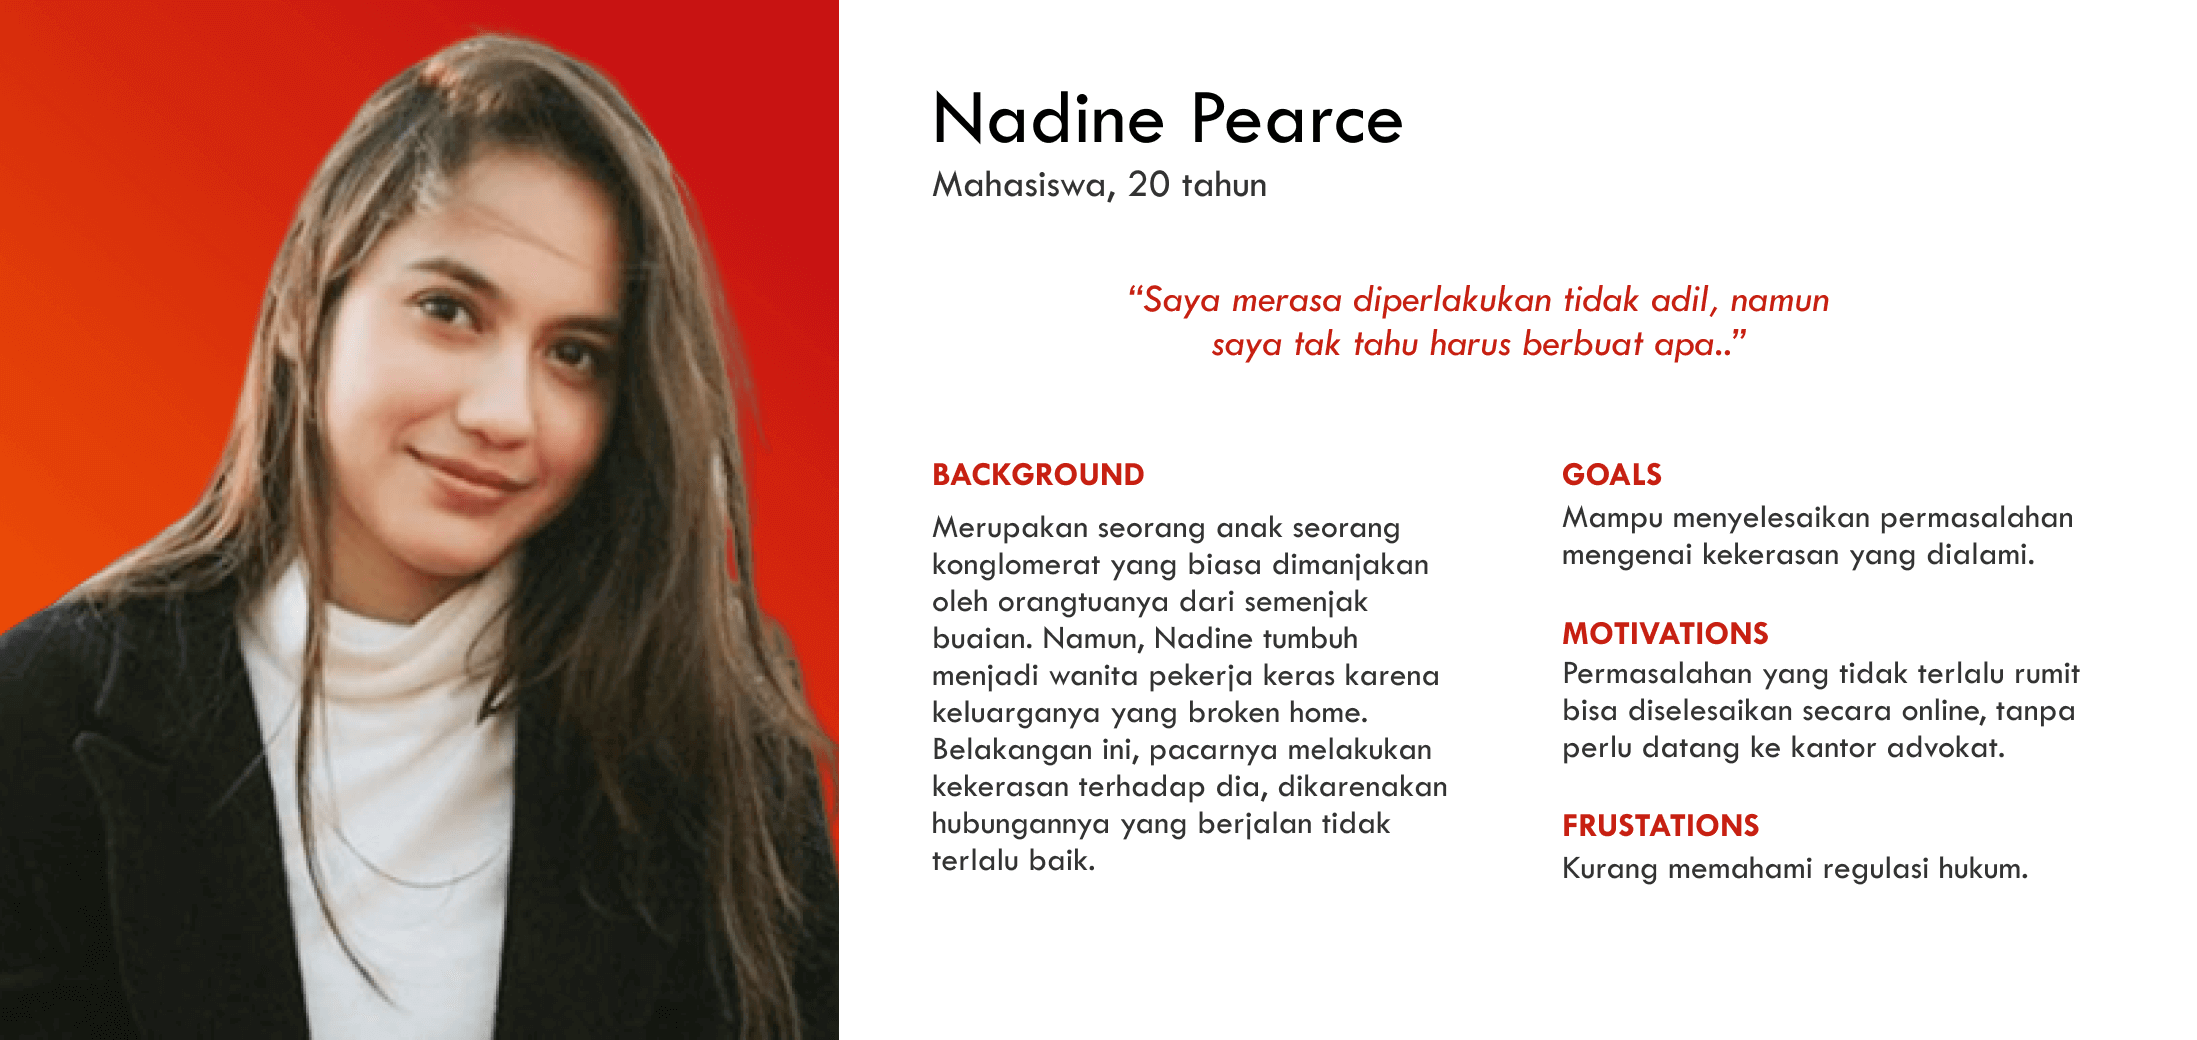 Nadine Pearce
Mahasiswa, 20 tahun
“Saya merasa diperlakukan tidak adil, namun
saya tak tahu harus berbuat apa..”
BACKGROUND
Merupakan seorang anak seorang
konglomerat yang biasa dimanjakan
oleh orangtuanya dari semenjak
buaian. Namun, Nadine tumbuh
menjadi wanita pekerja keras karena
keluarganya yang broken home.
Belakangan ini, pacarnya melakukan
kekerasan terhadap dia, dikarenakan
hubungannya yang berjalan tidak
terlalu baik.
GOALS
Mampu menyelesaikan permasalahan
mengenai kekerasan yang dialami.
MOTIVATIONS
Permasalahan yang tidak terlalu rumit
bisa diselesaikan secara online, tanpa
perlu datang ke kantor advokat.
FRUSTATIONS
Kurang memahami regulasi hukum.